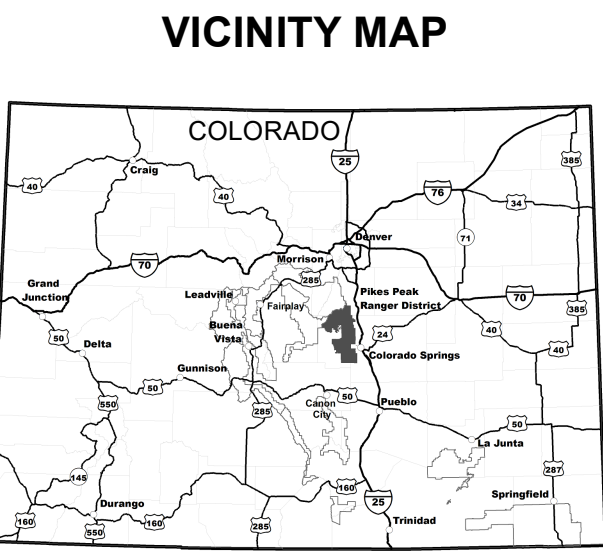 VICINITY MAP
COLORADO
25
385
Craig
40
40
76
34
71
Denver
Morrison
70
285
Grand
Junction
Leadville
Pikes Peak
Ranger District
70
Fairplay
385
Buena
Vista
24
40
50
Delta
40
Colorado Springs
Gunnison
50
550
Canon
City
50
Pueblo
285
50
La Junta
145
287
160
Springfield
25
Durango
160
550
160
285
Trinidad